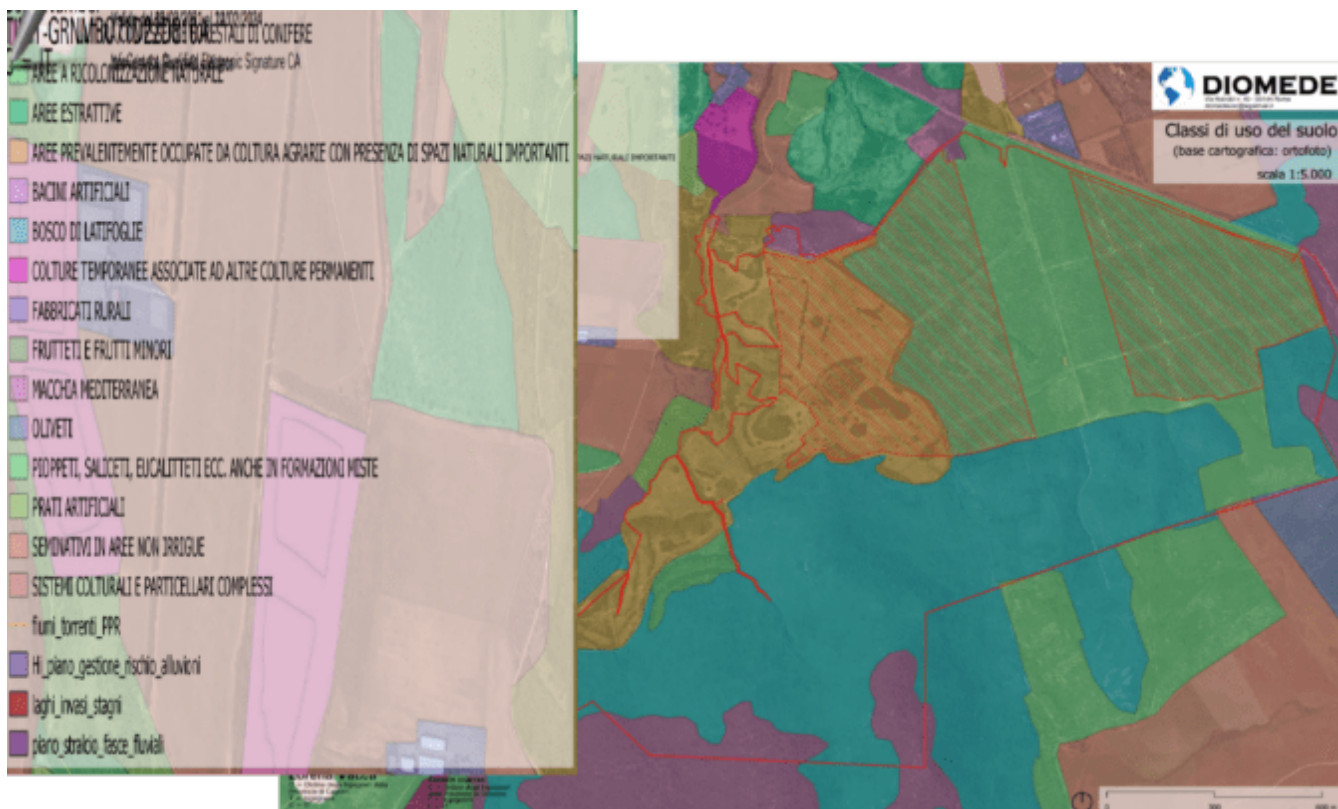 FORESTALI DI CONIFERE
Signature CA
AREE A RICOLONIZZAZIONE NATURALE
AREE ESTRATTIVE
AREE PREVALENTEMENTE OCCUPATE DA COLTURA AGRARIE CON PRESENZA DI SPAZI NATURALI IMPORTANTI
BACINI ARTIFICIALI
BOSCO DI LATIFOGLIE
COLTURE TEMPORANEE ASSOCIATE AD ALTRE COLTURE PERMANENTI
FABBRICATI RURALI
FRUTTETI E FRUTTI MINORI
MACCHIA MEDITERRANEA
OLIVETI
PIOPPETI, SALICETI, EUCALITTETI ECC. ANCHE IN FORMAZIONI MISTE
PRATI ARTIFICIALI
SEMINATIVI IN AREE NON IRRIGUE
SISTEMI COLTURALI E PARTICELLARI COMPLESSI
fiumi_torrenti_PPR
Hi_piano_gestione_rischio_alluvioni
laghi_invasi_stagni
piano_stralcio_fasce_fluviali
DIOMEDE
Classi di uso del suolo
(base cartografica: ortofoto)
scala 1:5.000